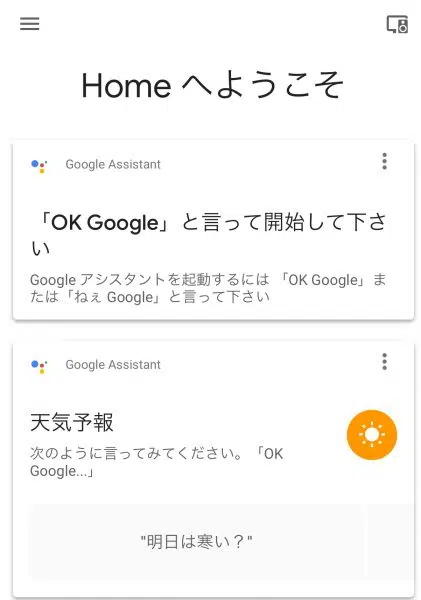 Home へようこそ
Google Assistant
「OK Google」と言って開始して下さ
い
Google アシスタントを起動するには 「OK Google」ま
たは「ねぇ Google」と言って下さい
Google Assistant
天気予報
次のように言ってみてください。「OK
Google...」
"明日は寒い？"